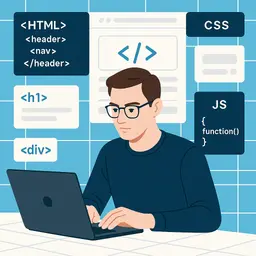 <HTML>
<header>
<nav>
</header>
</>
CSS
<h1>
JS
{
function()
}
<div>